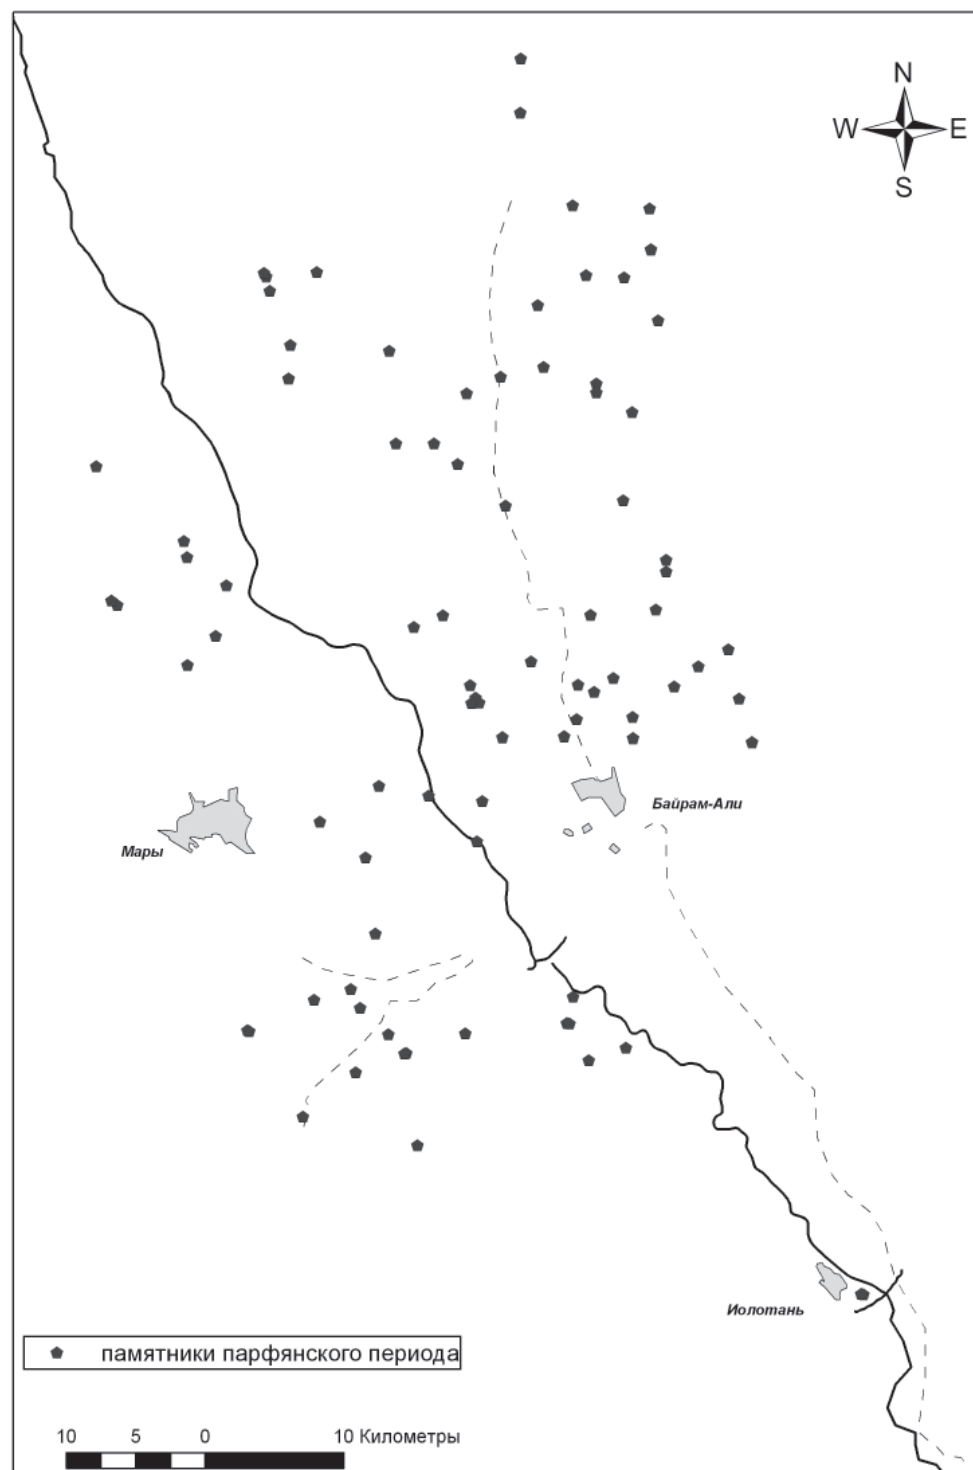 N
W E
S
Байрам-Али
Мары
Иолотань
памятники парфянского периода
10 5 0 10 Километры